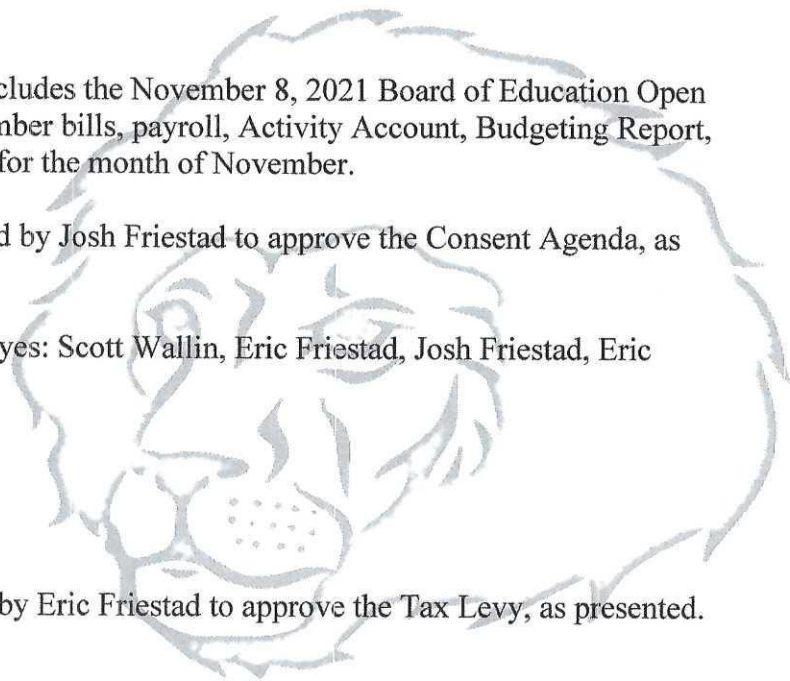 cludes the November 8, 2021 Board of Education Open
nber bills, payroll, Activity Account, Budgeting Report,
for the month of November.
d by Josh Friestad to approve the Consent Agenda, as
yes: Scott Wallin, Eric Friestad, Josh Friestad, Eric
by Eric Friestad to approve the Tax Levy, as presented.